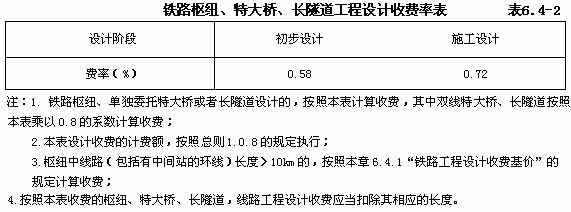 铁路枢纽、特大桥、长隧道工程设计收费率表 表6.4-2
设计阶段 初步设计 施工设计
费率(%) 0.58 0.72
注:1. 铁路枢纽、单独委托特大桥或者长隧道设计的,按照本表计算收费,其中双线特大桥、长隧道按照
本表乘以0.8的系数计算收费;
2.本表设计收费的计费额,按照总则1.0.8的规定执行;
3.枢纽中线路(包括有中间站的环线)长度>10km的,按照本章6.4.1“铁路工程设计收费基价”的
规定计算收费;
4.按照本表收费的枢纽、特大桥、长隧道,线路工程设计收费应当扣除其相应的长度。